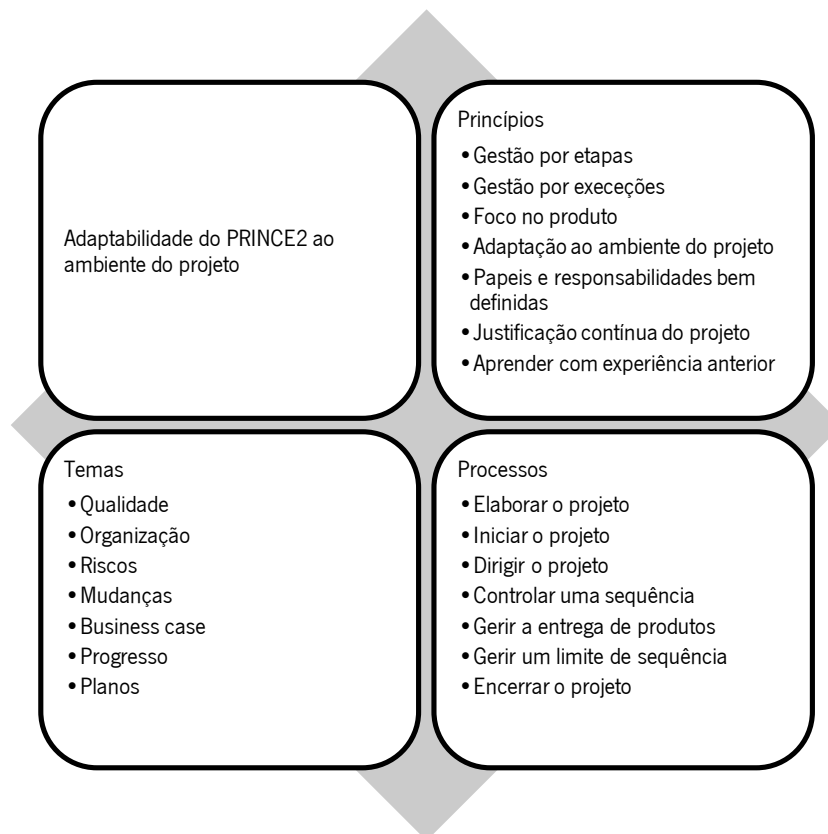 Adaptabilidade do PRINCE2 ao
ambiente do projeto
Princípios
• Gestão por etapas
• Gestão por execeções
• Foco no produto
• Adaptação ao ambiente do projeto
• Papeis e responsabilidades bem
definidas
• Justificação contínua do projeto
• Aprender com experiência anterior
Temas
• Qualidade
• Organização
• Riscos
• Mudanças
• Business case
• Progresso
• Planos
Processos
• Elaborar o projeto
• Iniciar o projeto
• Dirigir o projeto
• Controlar uma sequência
• Gerir a entrega de produtos
• Gerir um limite de sequência
• Encerrar o projeto